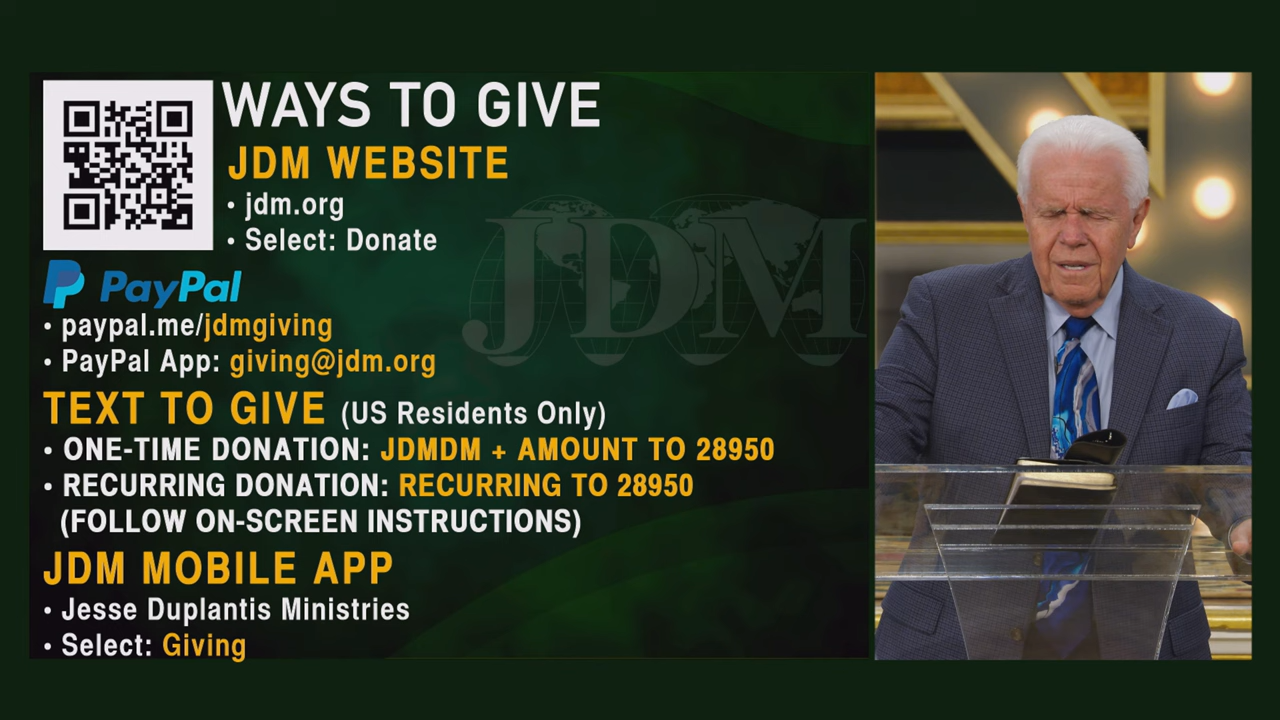 WAYS TO GIVE
JDM WEBSITE
• jdm.org
• Select: Donate
JDM
PayPal
• paypal.me/jdmgiving
• PayPal App: giving@jdm.org
TEXT TO GIVE (US Residents Only)
• ONE-TIME DONATION: JDMDM + AMOUNT TO 28950
• RECURRING DONATION: RECURRING TO 28950
(FOLLOW ON-SCREEN INSTRUCTIONS)
JDM MOBILE APP
• Jesse Duplantis Ministries
• Select: Giving